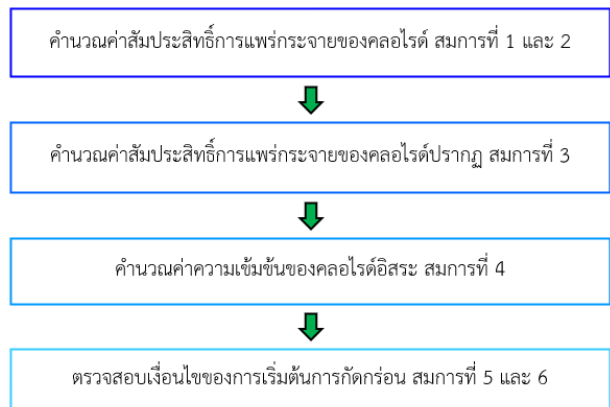 คำนวณค่าสัมประสิทธิ์การแพร่กระจายของคลอไรด์ สมการที่ 1 และ 2
คำนวณค่าสัมประสิทธิ์การแพร่กระจายของคลอไรด์ปรากฏ สมการที่ 3
คำนวณค่าความเข้มข้นของคลอไรด์อิสระ สมการที่ 4
ตรวจสอบเงื่อนไขของการเริ่มต้นการกัดกร่อน สมการที่ 5 และ 6